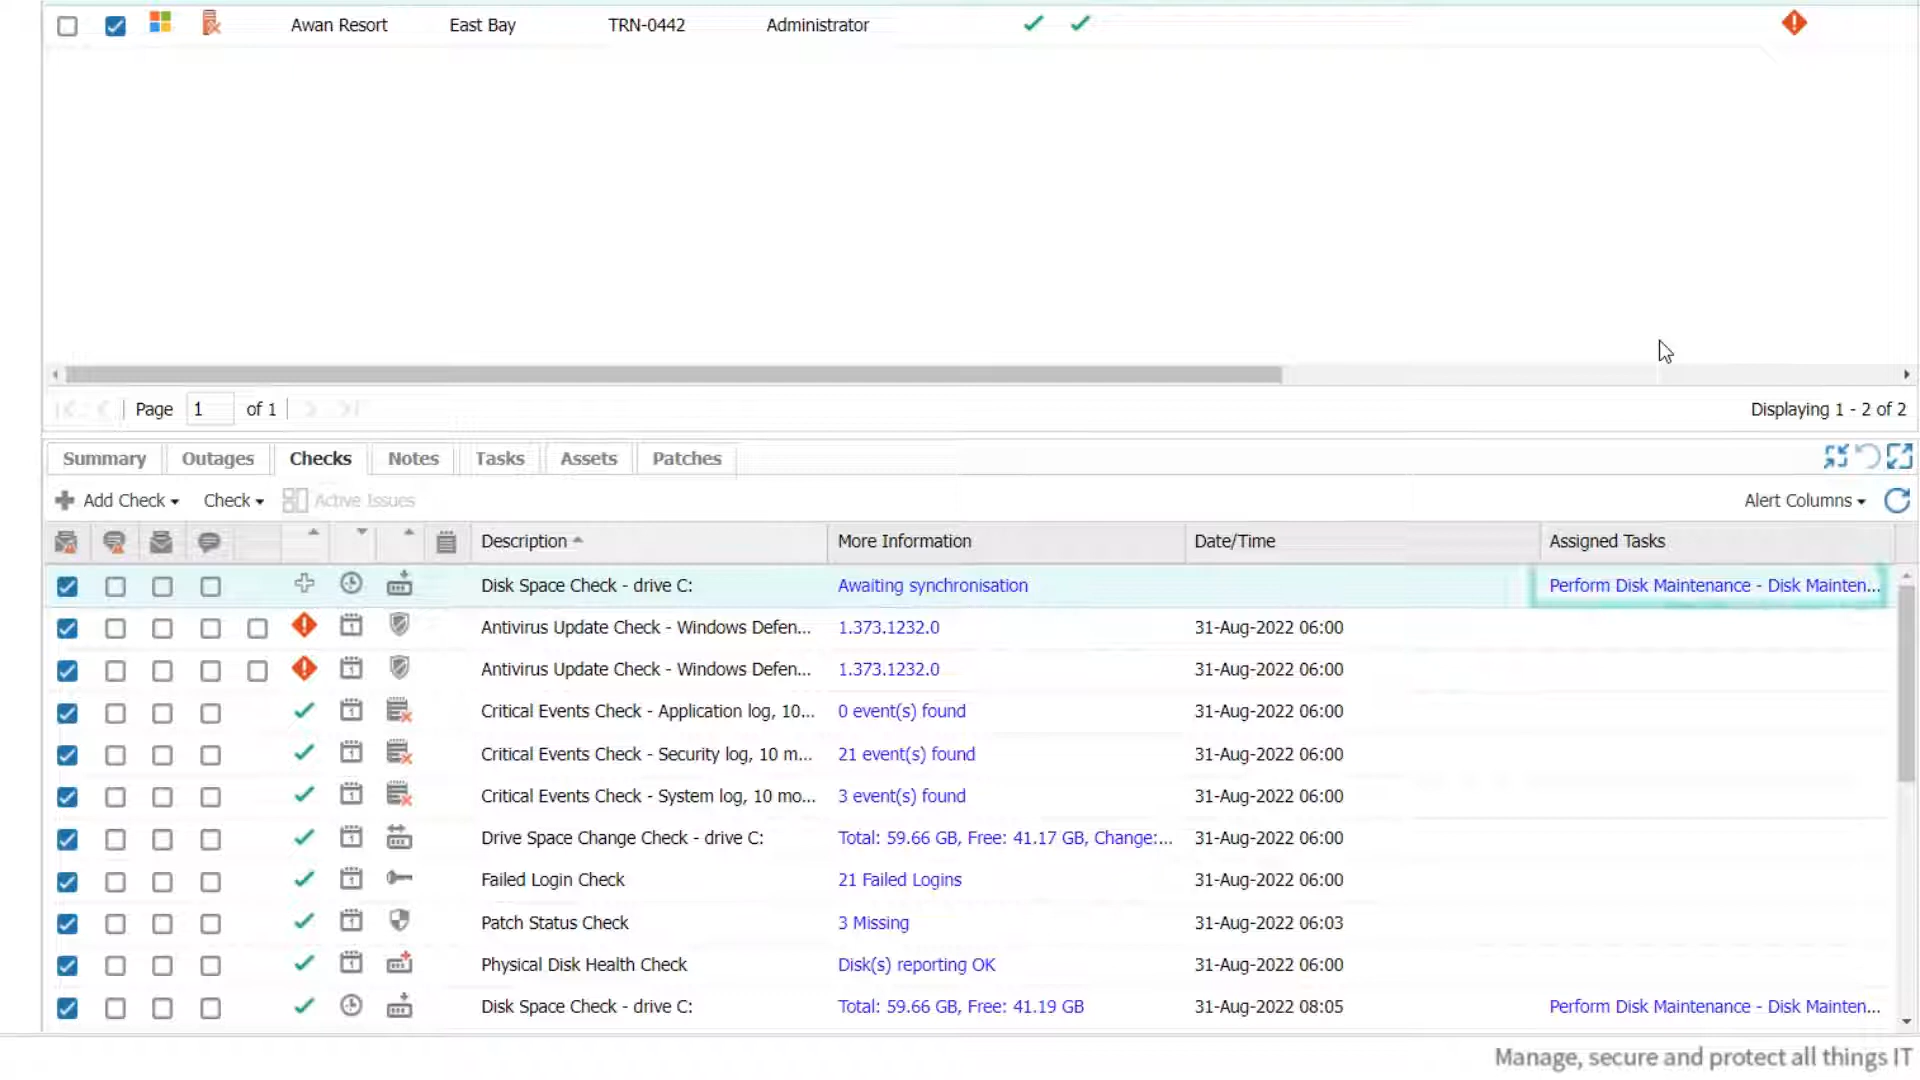 Awan Resort East Bay TRN-0442 Administrator
Page 1 of 1 Displaying 1 - 2 of 2
Summary Outages Checks Notes Tasks Assets Patches
Add Check Check Active Issues Alert Columns
Description More Information Date/Time Assigned Tasks
Disk Space Check - drive C: Awaiting synchronisation Perform Disk Maintenance - Disk Mainten...
Antivirus Update Check - Windows Defen... 1.373.1232.0 31-Aug-2022 06:00
Antivirus Update Check - Windows Defen... 1.373.1232.0 31-Aug-2022 06:00
Critical Events Check - Application log, 10... 0 event(s) found 31-Aug-2022 06:00
Critical Events Check - Security log, 10 m... 21 event(s) found 31-Aug-2022 06:00
Critical Events Check - System log, 10 mo... 3 event(s) found 31-Aug-2022 06:00
Drive Space Change Check - drive C: Total: 59.66 GB, Free: 41.17 GB, Change:... 31-Aug-2022 06:00
Failed Login Check 21 Failed Logins 31-Aug-2022 06:00
Patch Status Check 3 Missing 31-Aug-2022 06:03
Physical Disk Health Check Disk(s) reporting OK 31-Aug-2022 06:00
Disk Space Check - drive C: Total: 59.66 GB, Free: 41.19 GB 31-Aug-2022 08:05 Perform Disk Maintenance - Disk Mainten...
Manage, secure and protect all things IT